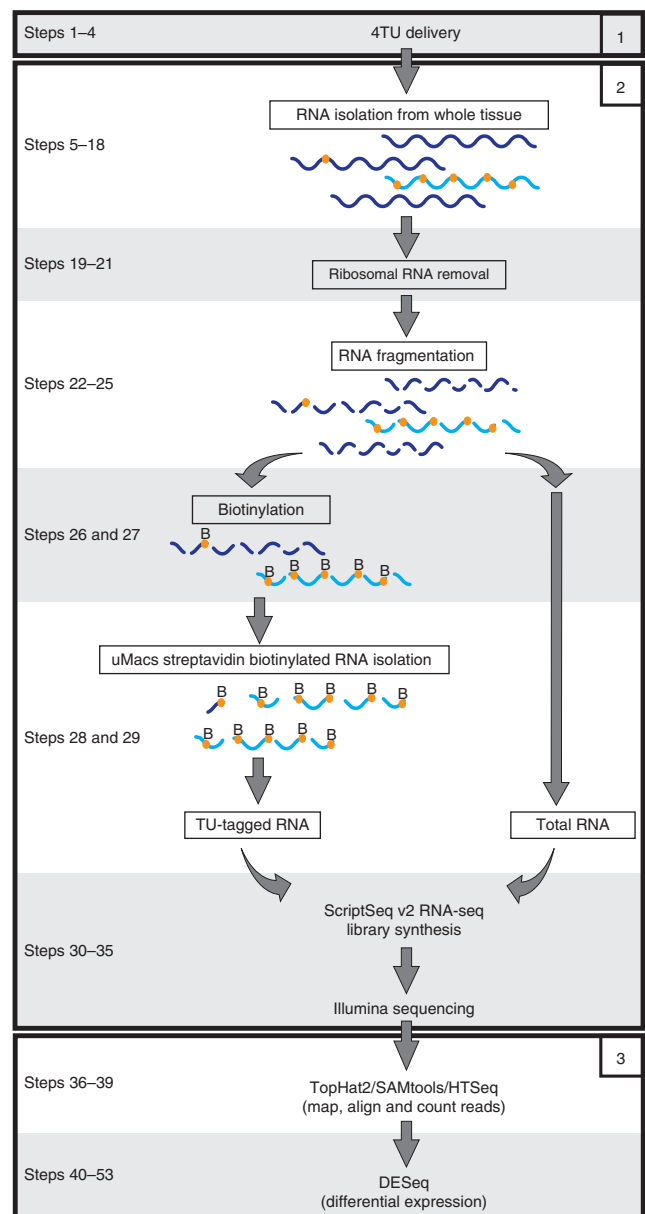 Steps 1–4
4TU delivery
1
2
RNA isolation from whole tissue
Steps 5–18
Steps 19–21
Ribosomal RNA removal
RNA fragmentation
Steps 22–25
Biotinylation
Steps 26 and 27
B
B B B B B
uMacs streptavidin biotinylated RNA isolation
B B B B B B
Steps 28 and 29
B B B B B
TU-tagged RNA
Total RNA
ScriptSeq v2 RNA-seq
library synthesis
Steps 30–35
Illumina sequencing
3
Steps 36–39
TopHat2/SAMtools/HTSeq
(map, align and count reads)
Steps 40–53
DESeq
(differential expression)